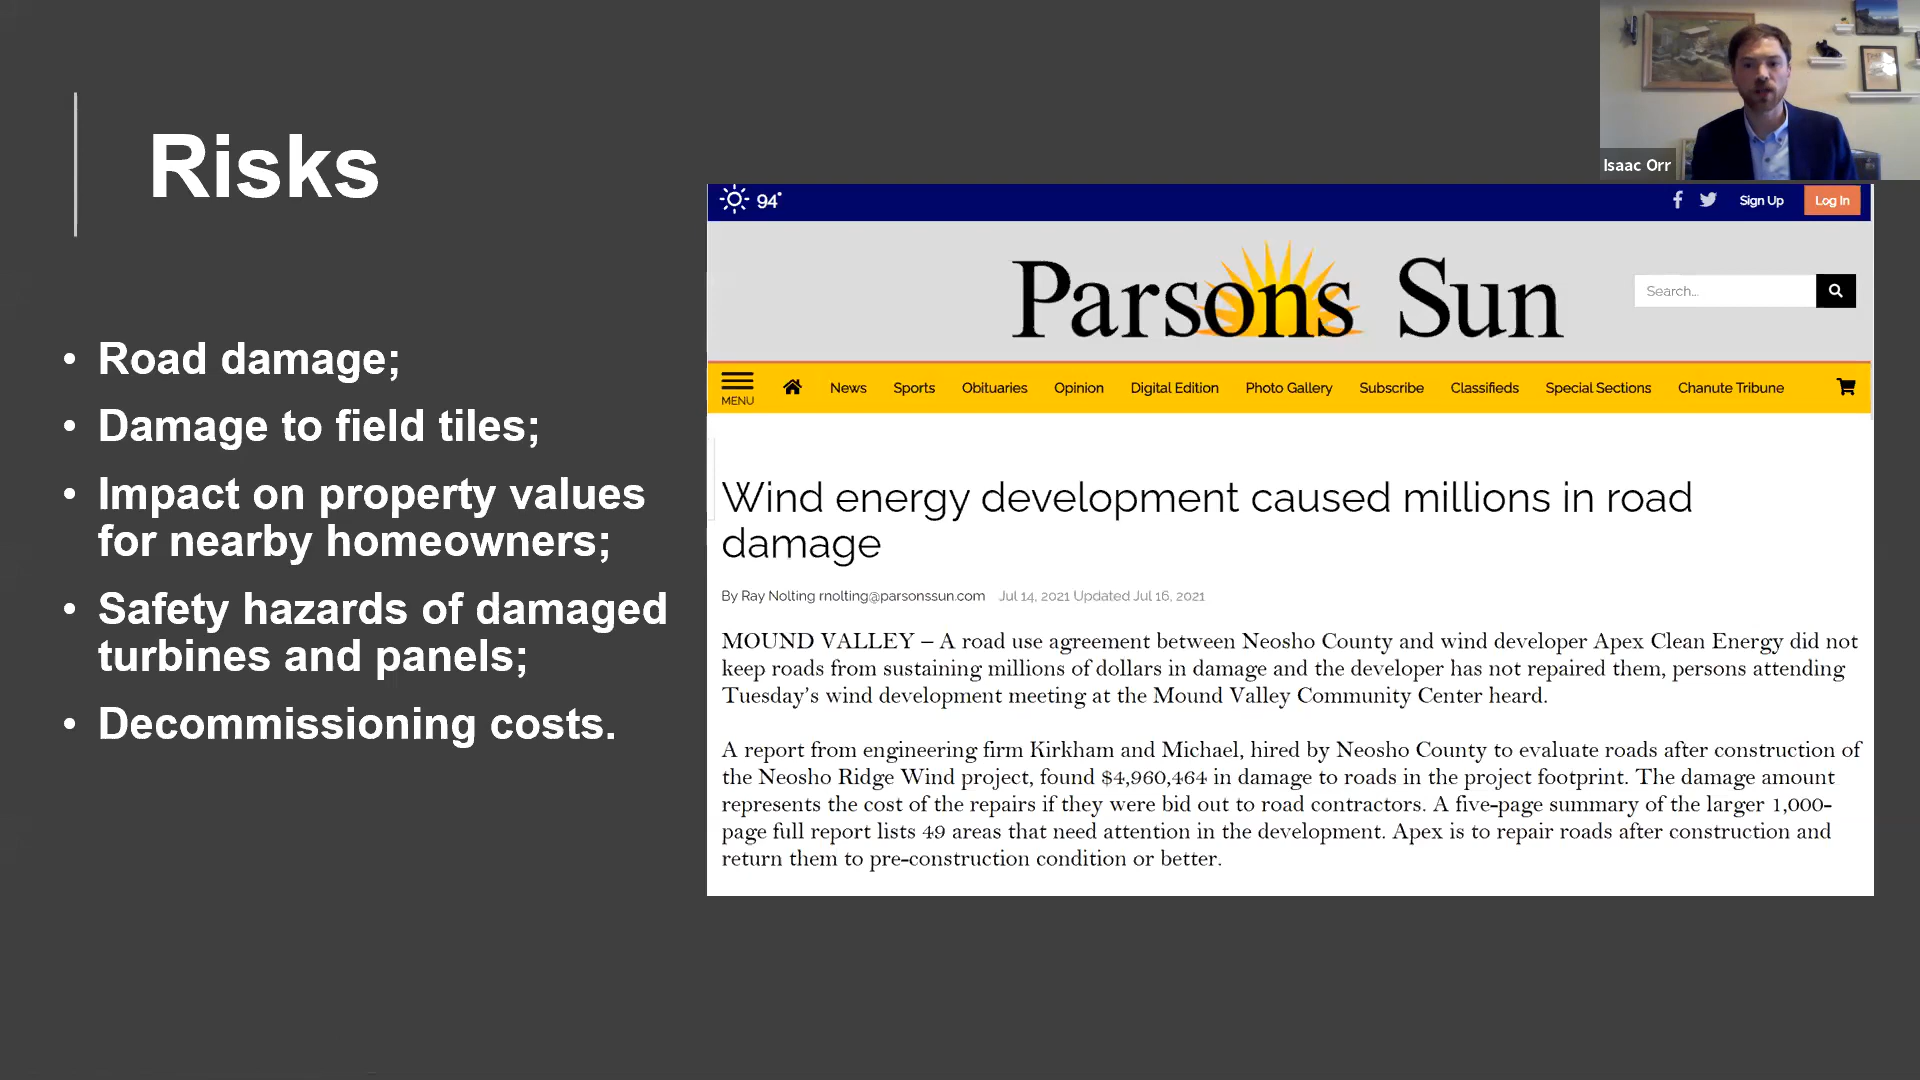 Risks
• Road damage;
• Damage to field tiles;
• Impact on property values
for nearby homeowners;
• Safety hazards of damaged
turbines and panels;
• Decommissioning costs.
Isaac Orr
94°
Sign Up
Log In
Parsons Sun
Search...
MENU
News
Sports
Obituaries
Opinion
Digital Edition
Photo Gallery
Subscribe
Classifieds
Special Sections
Chanute Tribune
Wind energy development caused millions in road
damage
By Ray Nolting rnolting@parsonssun.com Jul 14, 2021 Updated Jul 16, 2021
MOUND VALLEY – A road use agreement between Neosho County and wind developer Apex Clean Energy did not
keep roads from sustaining millions of dollars in damage and the developer has not repaired them, persons attending
Tuesday's wind development meeting at the Mound Valley Community Center heard.
A report from engineering firm Kirkham and Michael, hired by Neosho County to evaluate roads after construction of
the Neosho Ridge Wind project, found $4,960,464 in damage to roads in the project footprint. The damage amount
represents the cost of the repairs if they were bid out to road contractors. A five-page summary of the larger 1,000-
page full report lists 49 areas that need attention in the development. Apex is to repair roads after construction and
return them to pre-construction condition or better.